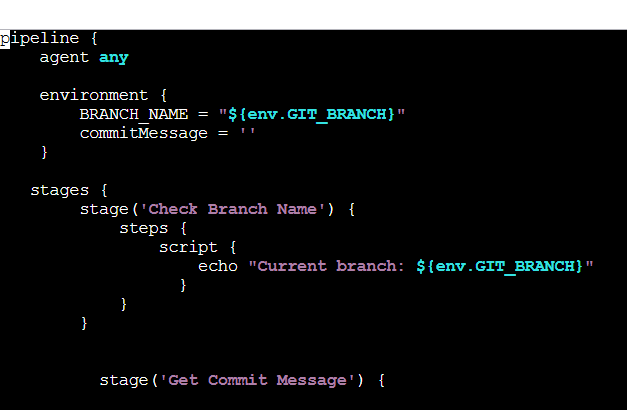 pipeline {
    agent any
    environment {
        BRANCH_NAME = "${env.GIT_BRANCH}"
        commitMessage = ''
    }
   stages {
        stage('Check Branch Name') {
            steps {
                script {
                    echo "Current branch: ${env.GIT_BRANCH}"
                  }
            }
        }
          stage('Get Commit Message') {